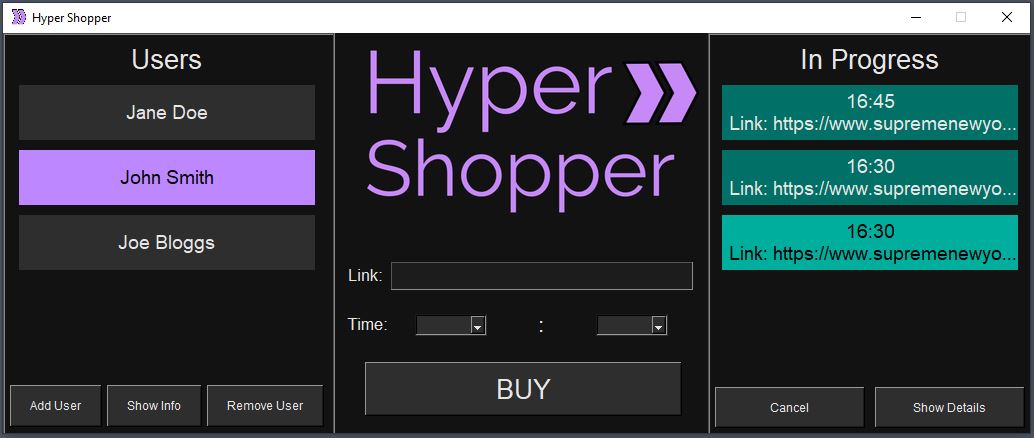 Hyper Shopper
Users
Jane Doe
John Smith
Joe Bloggs
Add User
Show Info
Remove User
Hyper
Shopper
Link:
Time:
:
BUY
In Progress
16:45
Link: https://www.supremenewyo...
16:30
Link: https://www.supremenewyo...
16:30
Link: https://www.supremenewyo...
Cancel
Show Details